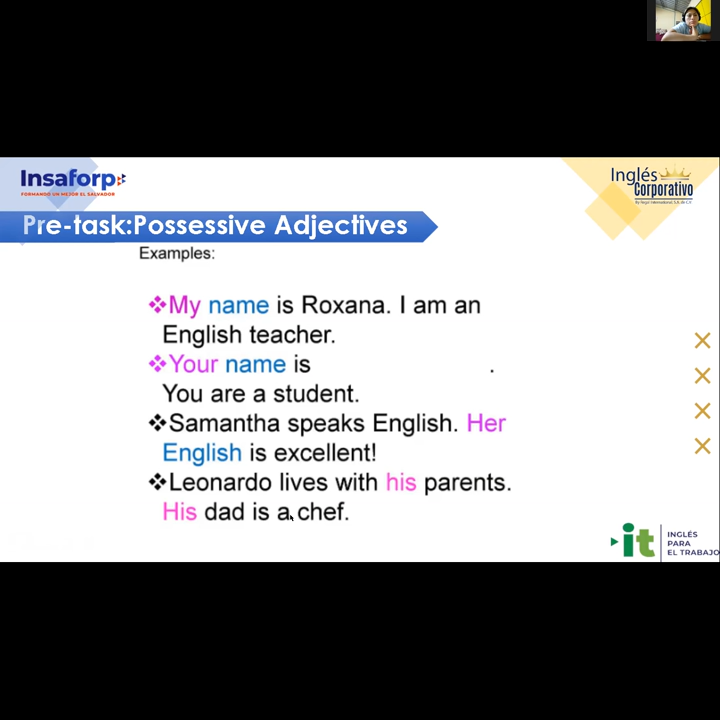 Insaforp
FORMANDO UN MEJOR EL SALVADOR
Inglés
Corporativo
Pre-task:Possessive Adjectives
Examples:
❖My name is Roxana. I am an
English teacher.
❖Your name is .
You are a student.
❖Samantha speaks English. Her
English is excellent!
❖Leonardo lives with his parents.
His dad is a chef.
it
INGLÉS
PARA
EL TRABAJO